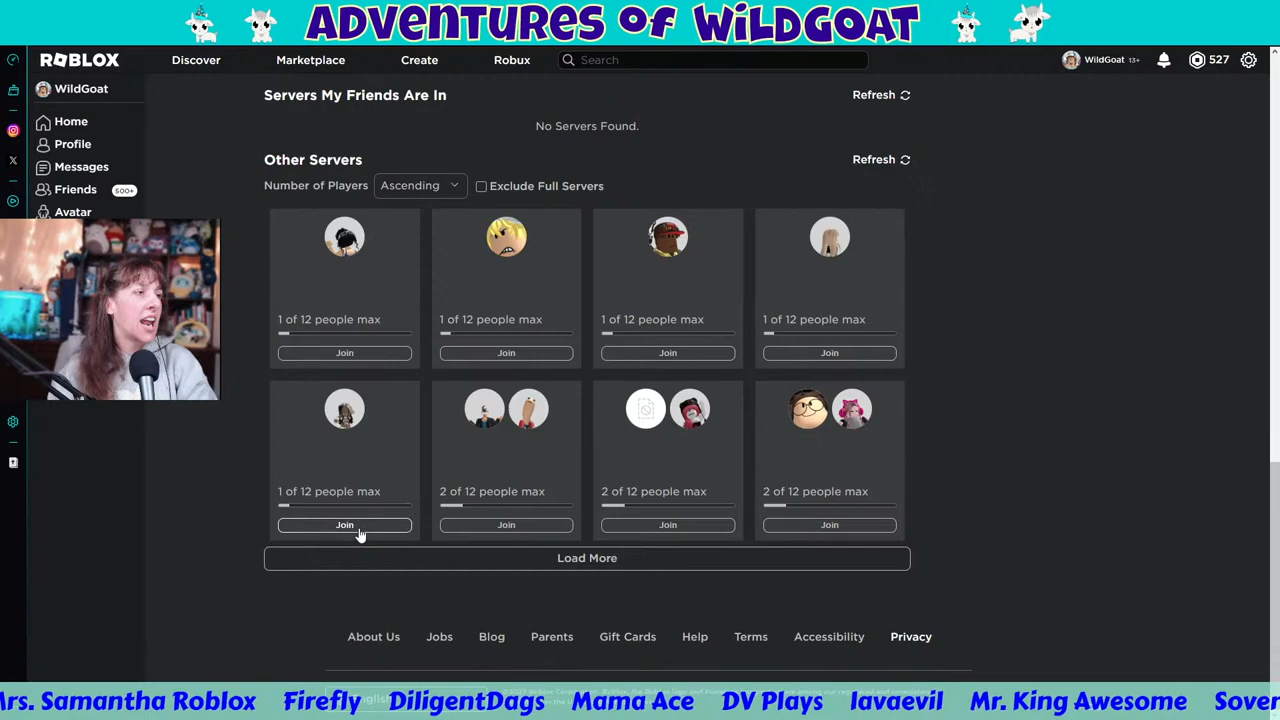 ADVENTURES OF WILDGOAT
ROBLOX Discover Marketplace Create Robux Search WildGoat 13+ 527
WildGoat
Home
Profile
Messages
Friends 500+
Avatar
Servers My Friends Are In Refresh
No Servers Found.
Other Servers Refresh
Number of Players Ascending Exclude Full Servers
1 of 12 people max 1 of 12 people max 1 of 12 people max 1 of 12 people max
Join Join Join Join
1 of 12 people max 2 of 12 people max 2 of 12 people max 2 of 12 people max
Join Join Join Join
Load More
About Us Jobs Blog Parents Gift Cards Help Terms Accessibility Privacy
Mrs. Samantha Roblox Firefly DiligentDags Mama Ace DV Plays lavaevil Mr. King Awesome Sover